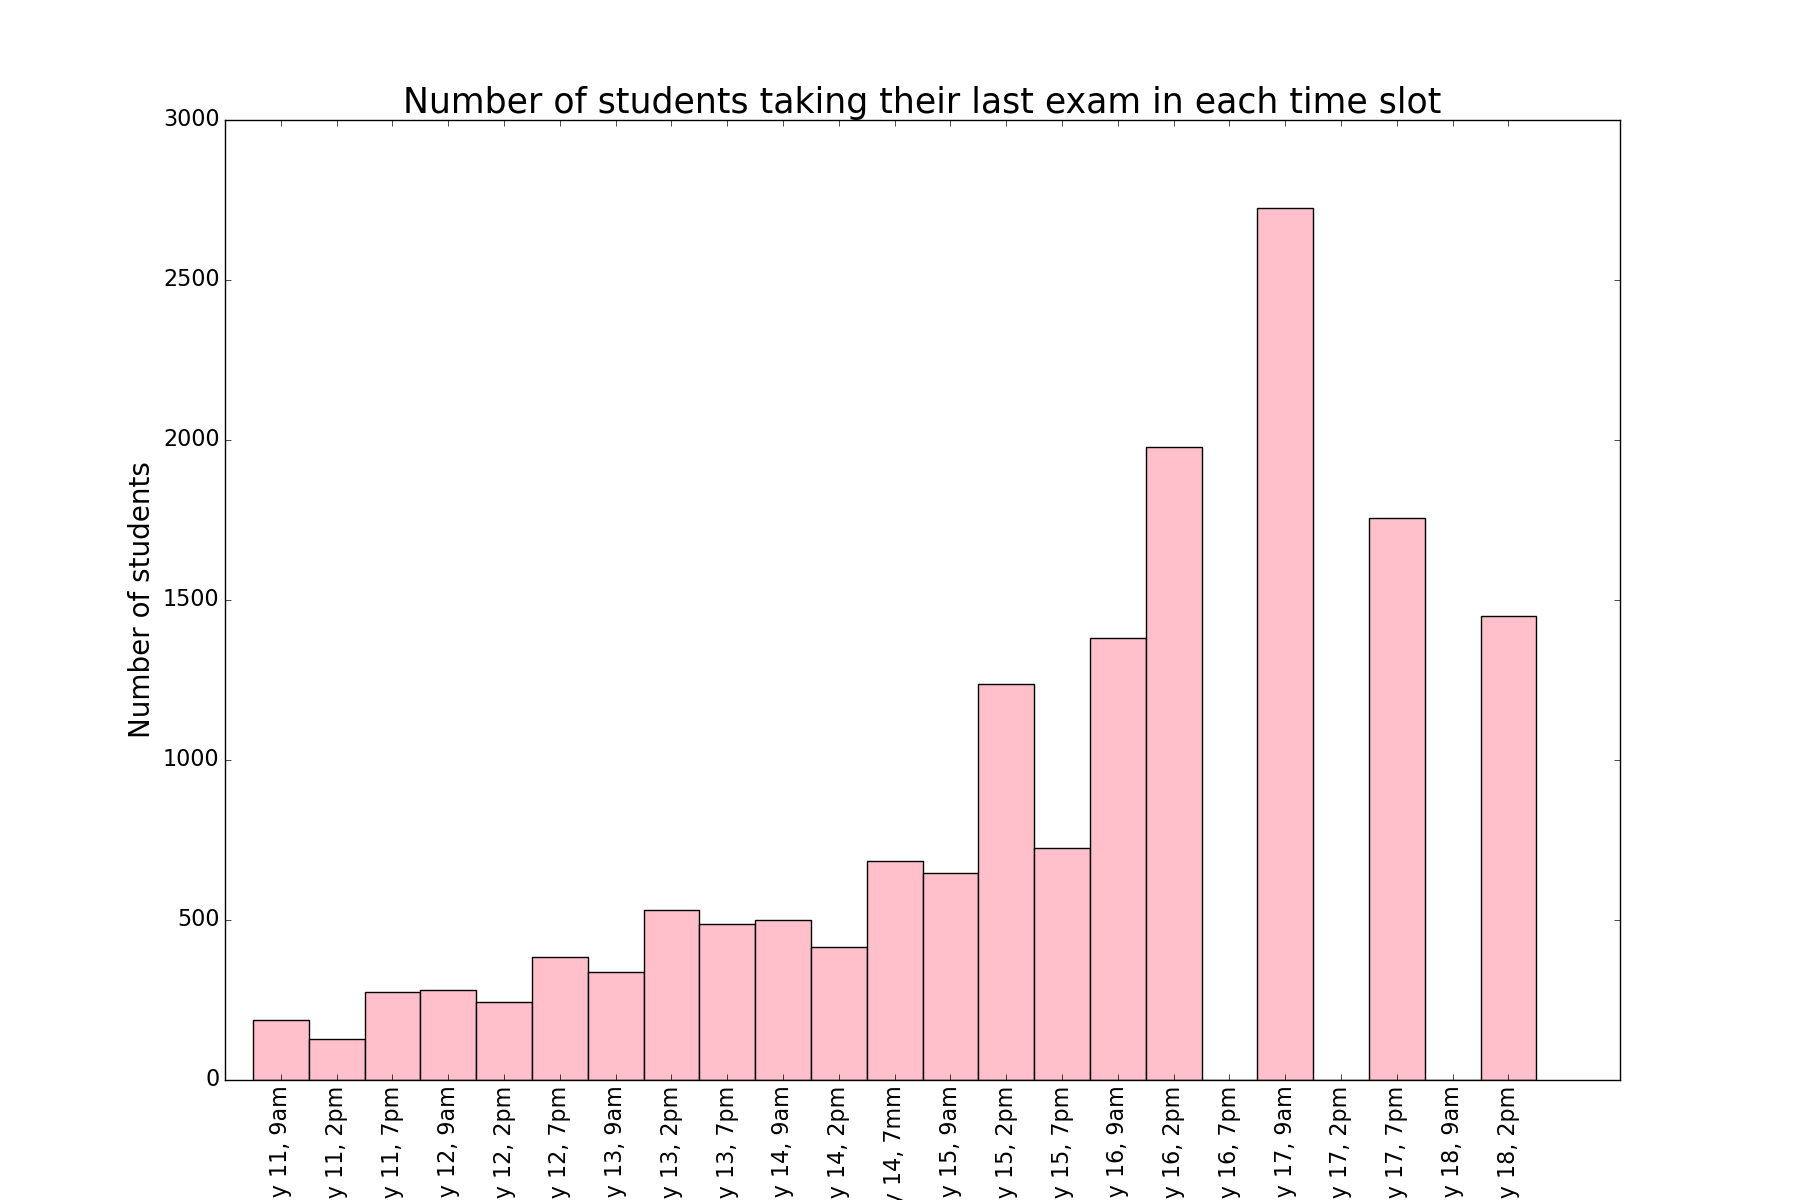 Number of students taking their last exam in each time slot
3000
2500
2000
1500
1000
500
0
Number of students
y 11, 9am
y 11, 2pm
y 11, 7pm
y 12, 9am
y 12, 2pm
y 12, 7pm
y 13, 9am
y 13, 2pm
y 13, 7pm
y 14, 9am
y 14, 2pm
y 14, 7mm
y 15, 9am
y 15, 2pm
y 15, 7pm
y 16, 9am
y 16, 2pm
y 16, 7pm
y 17, 9am
y 17, 2pm
y 17, 7pm
y 18, 9am
y 18, 2pm